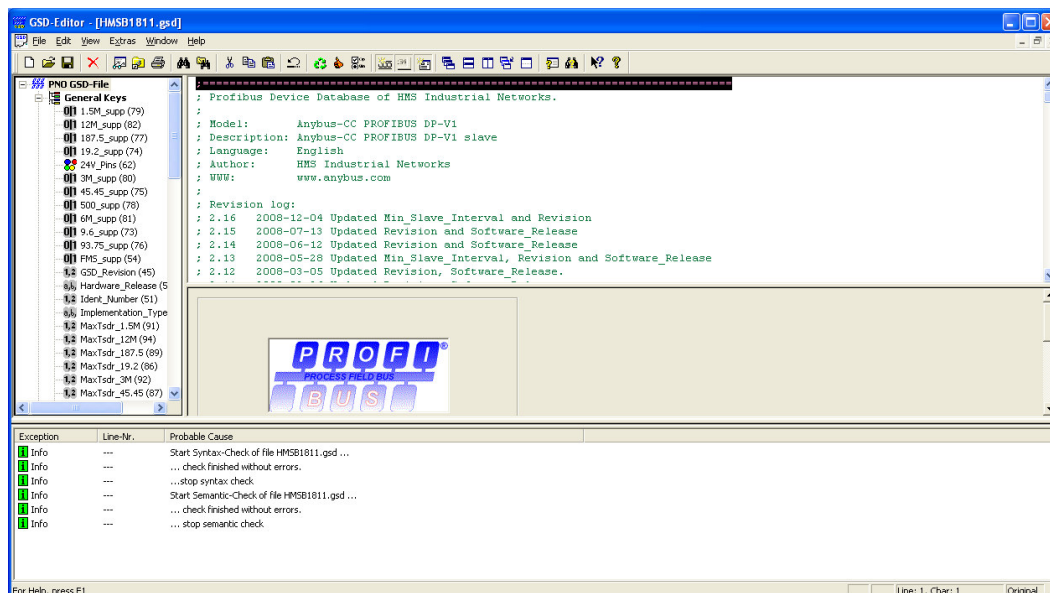 GSD-Editor - [HMSB1811.gsd]
File Edit View Extras Window Help
PNO GSD-File
General Keys
1.5M_supp (79)
12M_supp (82)
187.5_supp (77)
19.2_supp (74)
24V_Pins (62)
3M_supp (80)
45.45_supp (75)
500_supp (78)
6M_supp (81)
9.6_supp (73)
93.75_supp (76)
FMS_supp (54)
GSD_Revision (45)
Hardware_Release (5
Ident_Number (51)
Implementation_Type
MaxTsdr_1.5M (91)
MaxTsdr_12M (94)
MaxTsdr_187.5 (89)
MaxTsdr_19.2 (86)
MaxTsdr_3M (92)
MaxTsdr_45.45 (87)
;================================================================================
; Profibus Device Database of HMS Industrial Networks.
;
; Model: Anybus-CC PROFIBUS DP-V1
; Description: Anybus-CC PROFIBUS DP-V1 slave
; Language: English
; Author: HMS Industrial Networks
; WWW: www.anybus.com
;
; Revision log:
; 2.16 2008-12-04 Updated Min_Slave_Interval and Revision
; 2.15 2008-07-13 Updated Revision and Software_Release
; 2.14 2008-06-12 Updated Revision and Software_Release
; 2.13 2008-05-28 Updated Min_Slave_Interval, Revision and Software_Release
; 2.12 2008-03-05 Updated Revision, Software_Release.
PROFI®
PROCESS FIELD BUS
BUS
Exception Line-Nr. Probable Cause
Info --- Start Syntax-Check of file HMSB1811.gsd ...
Info --- ... check finished without errors.
Info --- ...stop syntax check
Info --- Start Semantic-Check of file HMSB1811.gsd ...
Info --- ... check finished without errors.
Info --- ... stop semantic check
For Help, press F1
Line: 1, Char: 1 Original